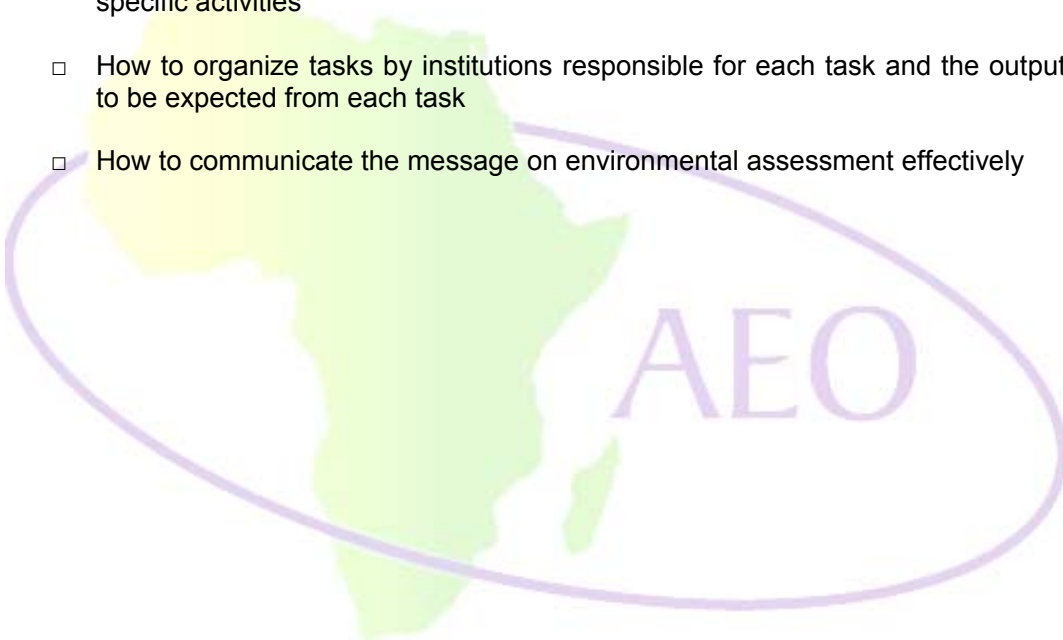 specific activities
□ How to organize tasks by institutions responsible for each task and the output
to be expected from each task
□ How to communicate the message on environmental assessment effectively
AEO